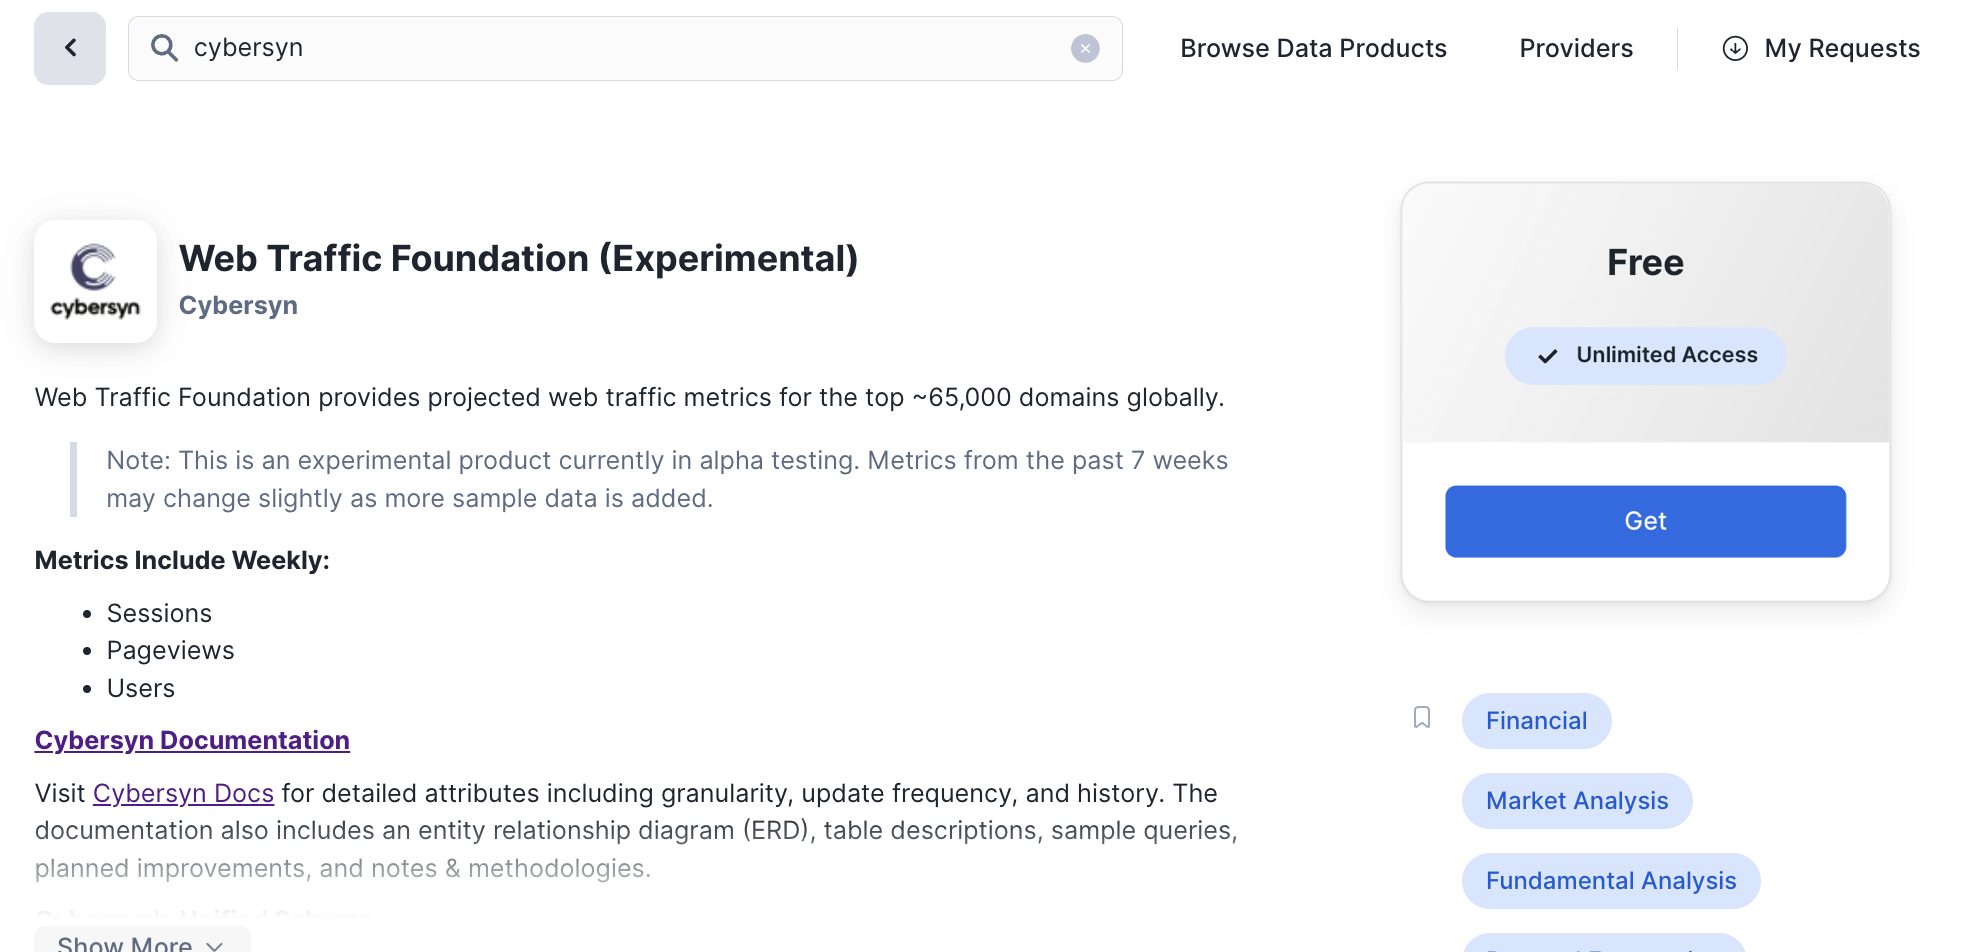 cybersyn
Browse Data Products
Providers
My Requests
cybersyn
Web Traffic Foundation (Experimental)
Cybersyn
Free
Unlimited Access
Get
Web Traffic Foundation provides projected web traffic metrics for the top ~65,000 domains globally.
Note: This is an experimental product currently in alpha testing. Metrics from the past 7 weeks
may change slightly as more sample data is added.
Metrics Include Weekly:
• Sessions
• Pageviews
• Users
Cybersyn Documentation
Visit Cybersyn Docs for detailed attributes including granularity, update frequency, and history. The
documentation also includes an entity relationship diagram (ERD), table descriptions, sample queries,
planned improvements, and notes & methodologies.
Show More
Financial
Market Analysis
Fundamental Analysis